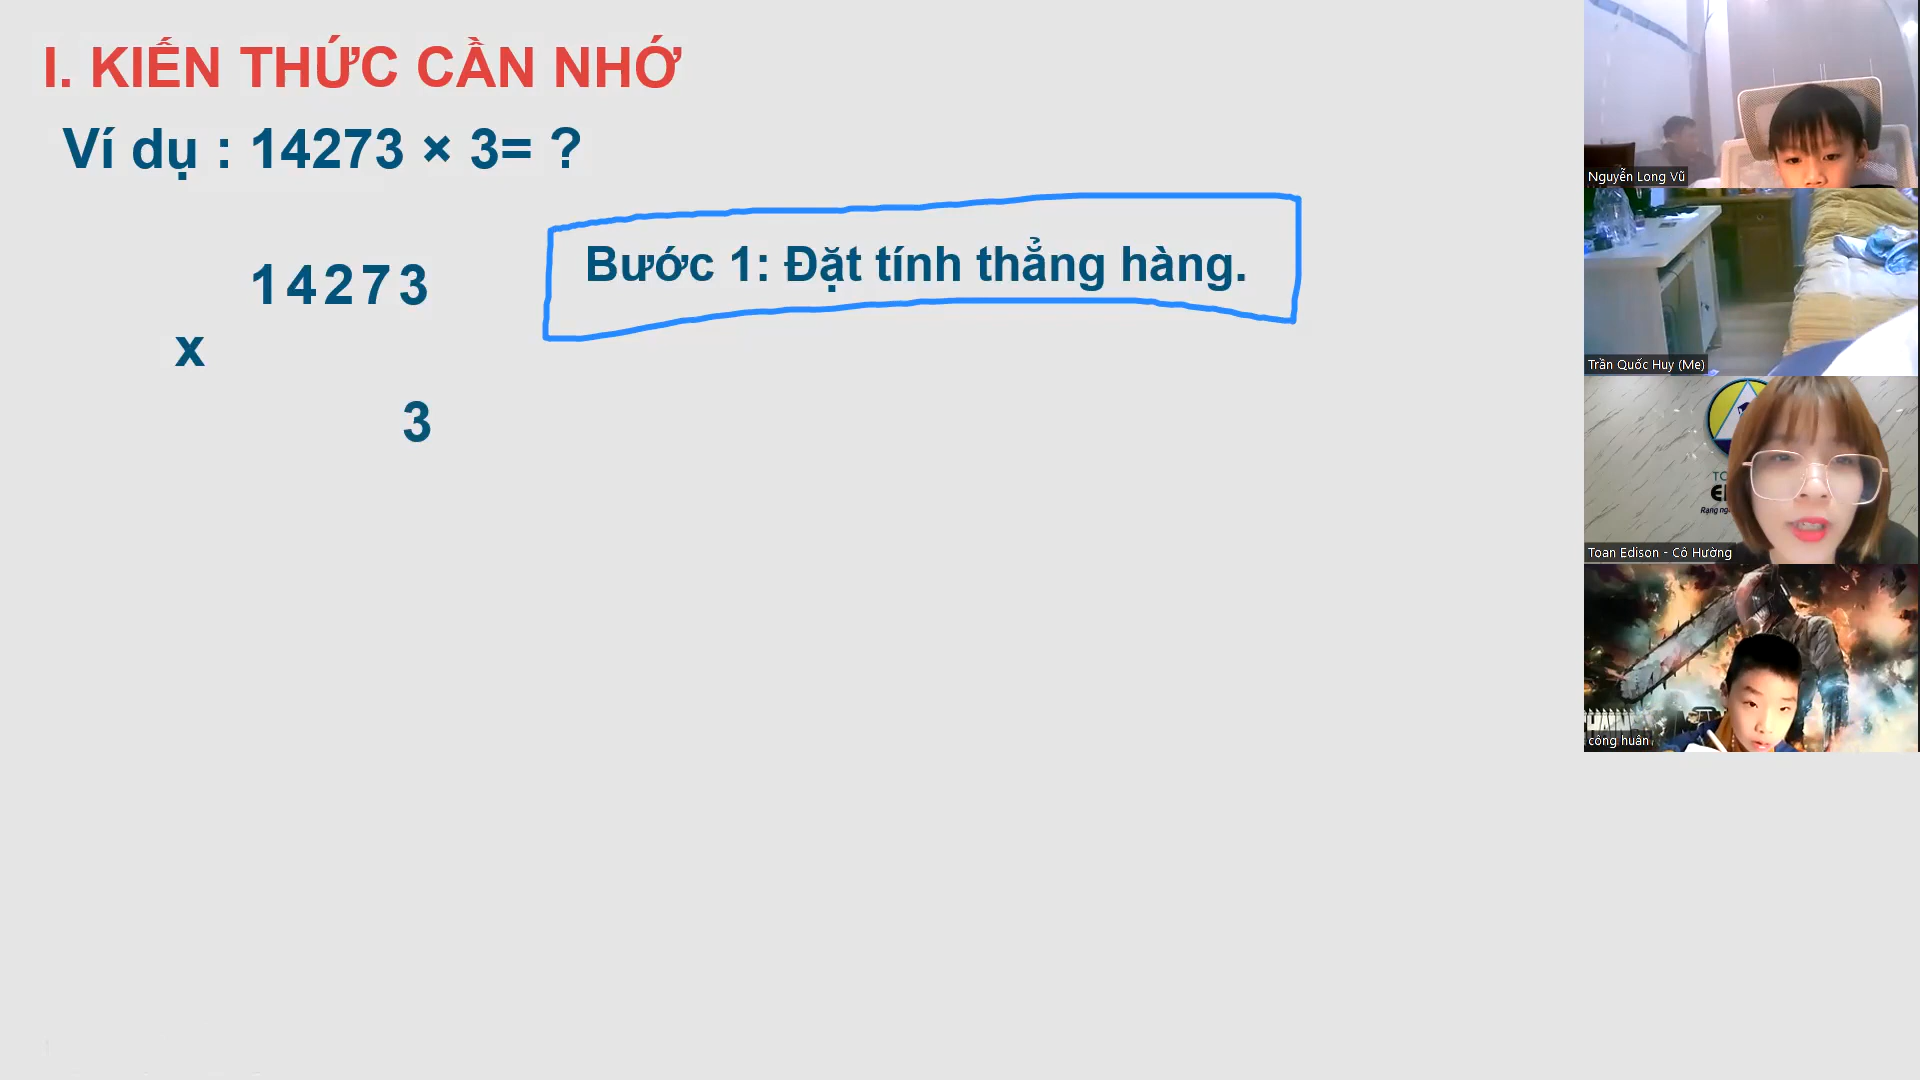 I. KIẾN THỨC CẦN NHỚ
Ví dụ : 14273 × 3= ?
14273
x
3
Bước 1: Đặt tính thẳng hàng.
Nguyễn Long Vũ
Trần Quốc Huy (Me)
Toan Edison - Cô Hường
công huân